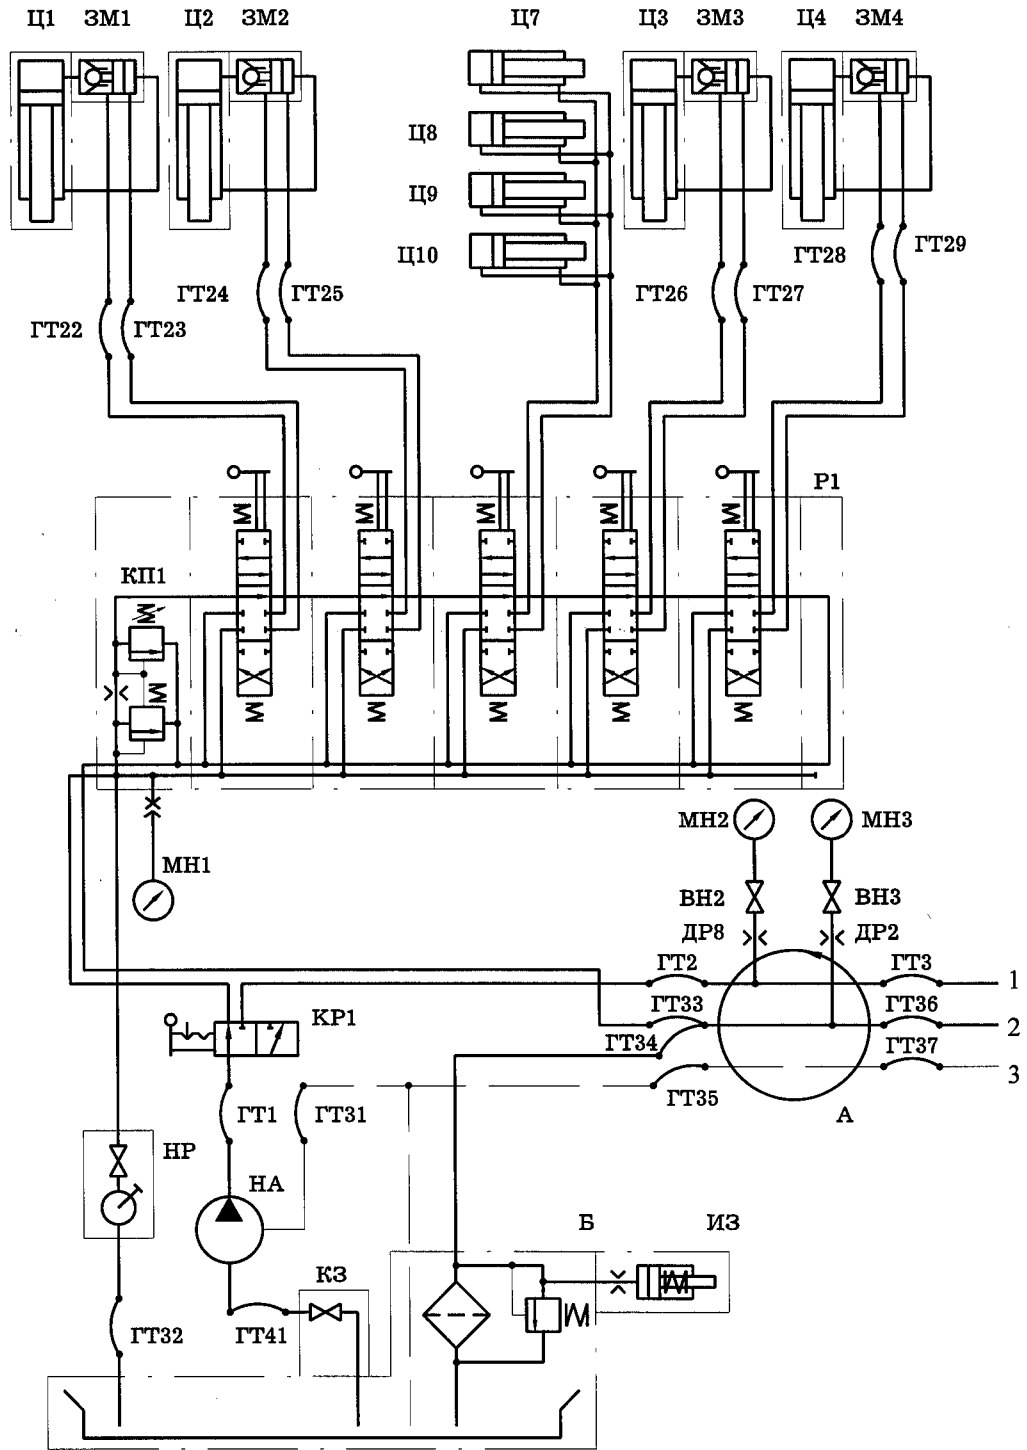 Ц1 ЗМ1 Ц2 ЗМ2 Ц7 Ц3 ЗМ3 Ц4 ЗМ4
Ц8
Ц9
Ц10
ГТ28 ГТ29
ГТ24 ГТ25 ГТ26 ГТ27
ГТ22 ГТ23
Р1
КП1
МН2 МН3
МН1
ВН2 ВН3
ДР8 ДР2
ГТ2 ГТ3 1
КР1 ГТ33 ГТ36 2
ГТ34 ГТ37 3
ГТ35
ГТ1 ГТ31 А
НР
НА
Б ИЗ
КЗ
ГТ32 ГТ41